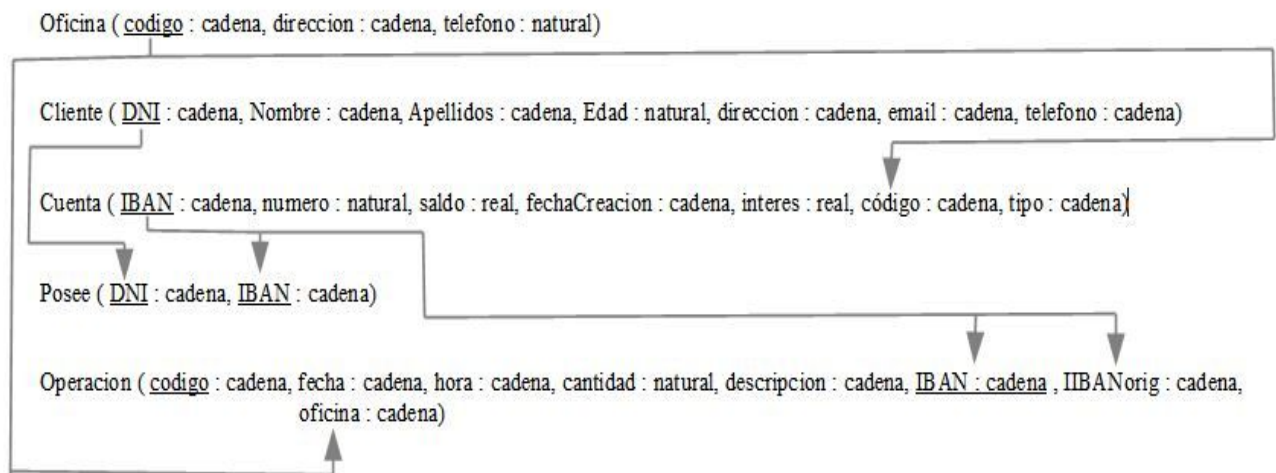 Oficina ( codigo : cadena, direccion : cadena, telefono : natural)
Cliente ( DNI : cadena, Nombre : cadena, Apellidos : cadena, Edad : natural, direccion : cadena, email : cadena, telefono : cadena)
Cuenta ( IBAN : cadena, numero : natural, saldo : real, fechaCreacion : cadena, interes : real, código : cadena, tipo : cadena)
Posee ( DNI : cadena, IBAN : cadena)
Operacion ( codigo : cadena, fecha : cadena, hora : cadena, cantidad : natural, descripcion : cadena, IBAN : cadena , IIBANorig : cadena,
oficina : cadena)